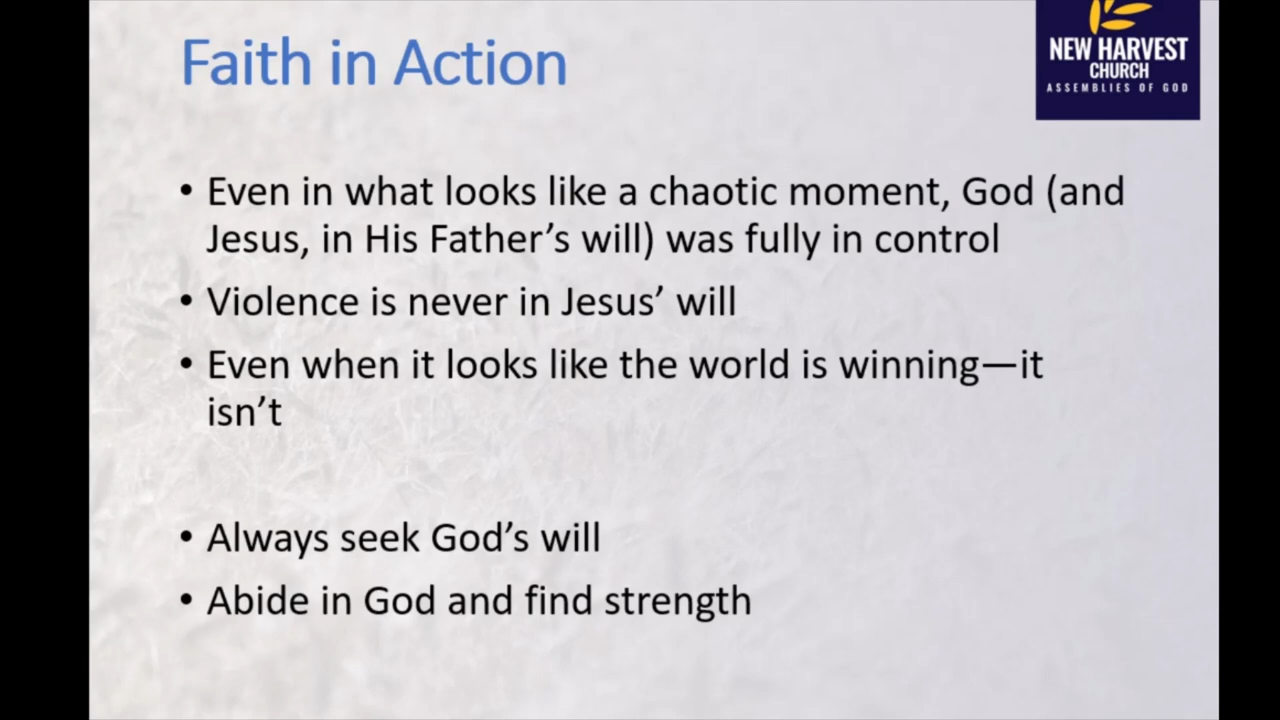 Faith in Action
NEW HARVEST
CHURCH
ASSEMBLIES OF GOD
• Even in what looks like a chaotic moment, God (and
Jesus, in His Father’s will) was fully in control
• Violence is never in Jesus’ will
• Even when it looks like the world is winning—it
isn’t
• Always seek God’s will
• Abide in God and find strength